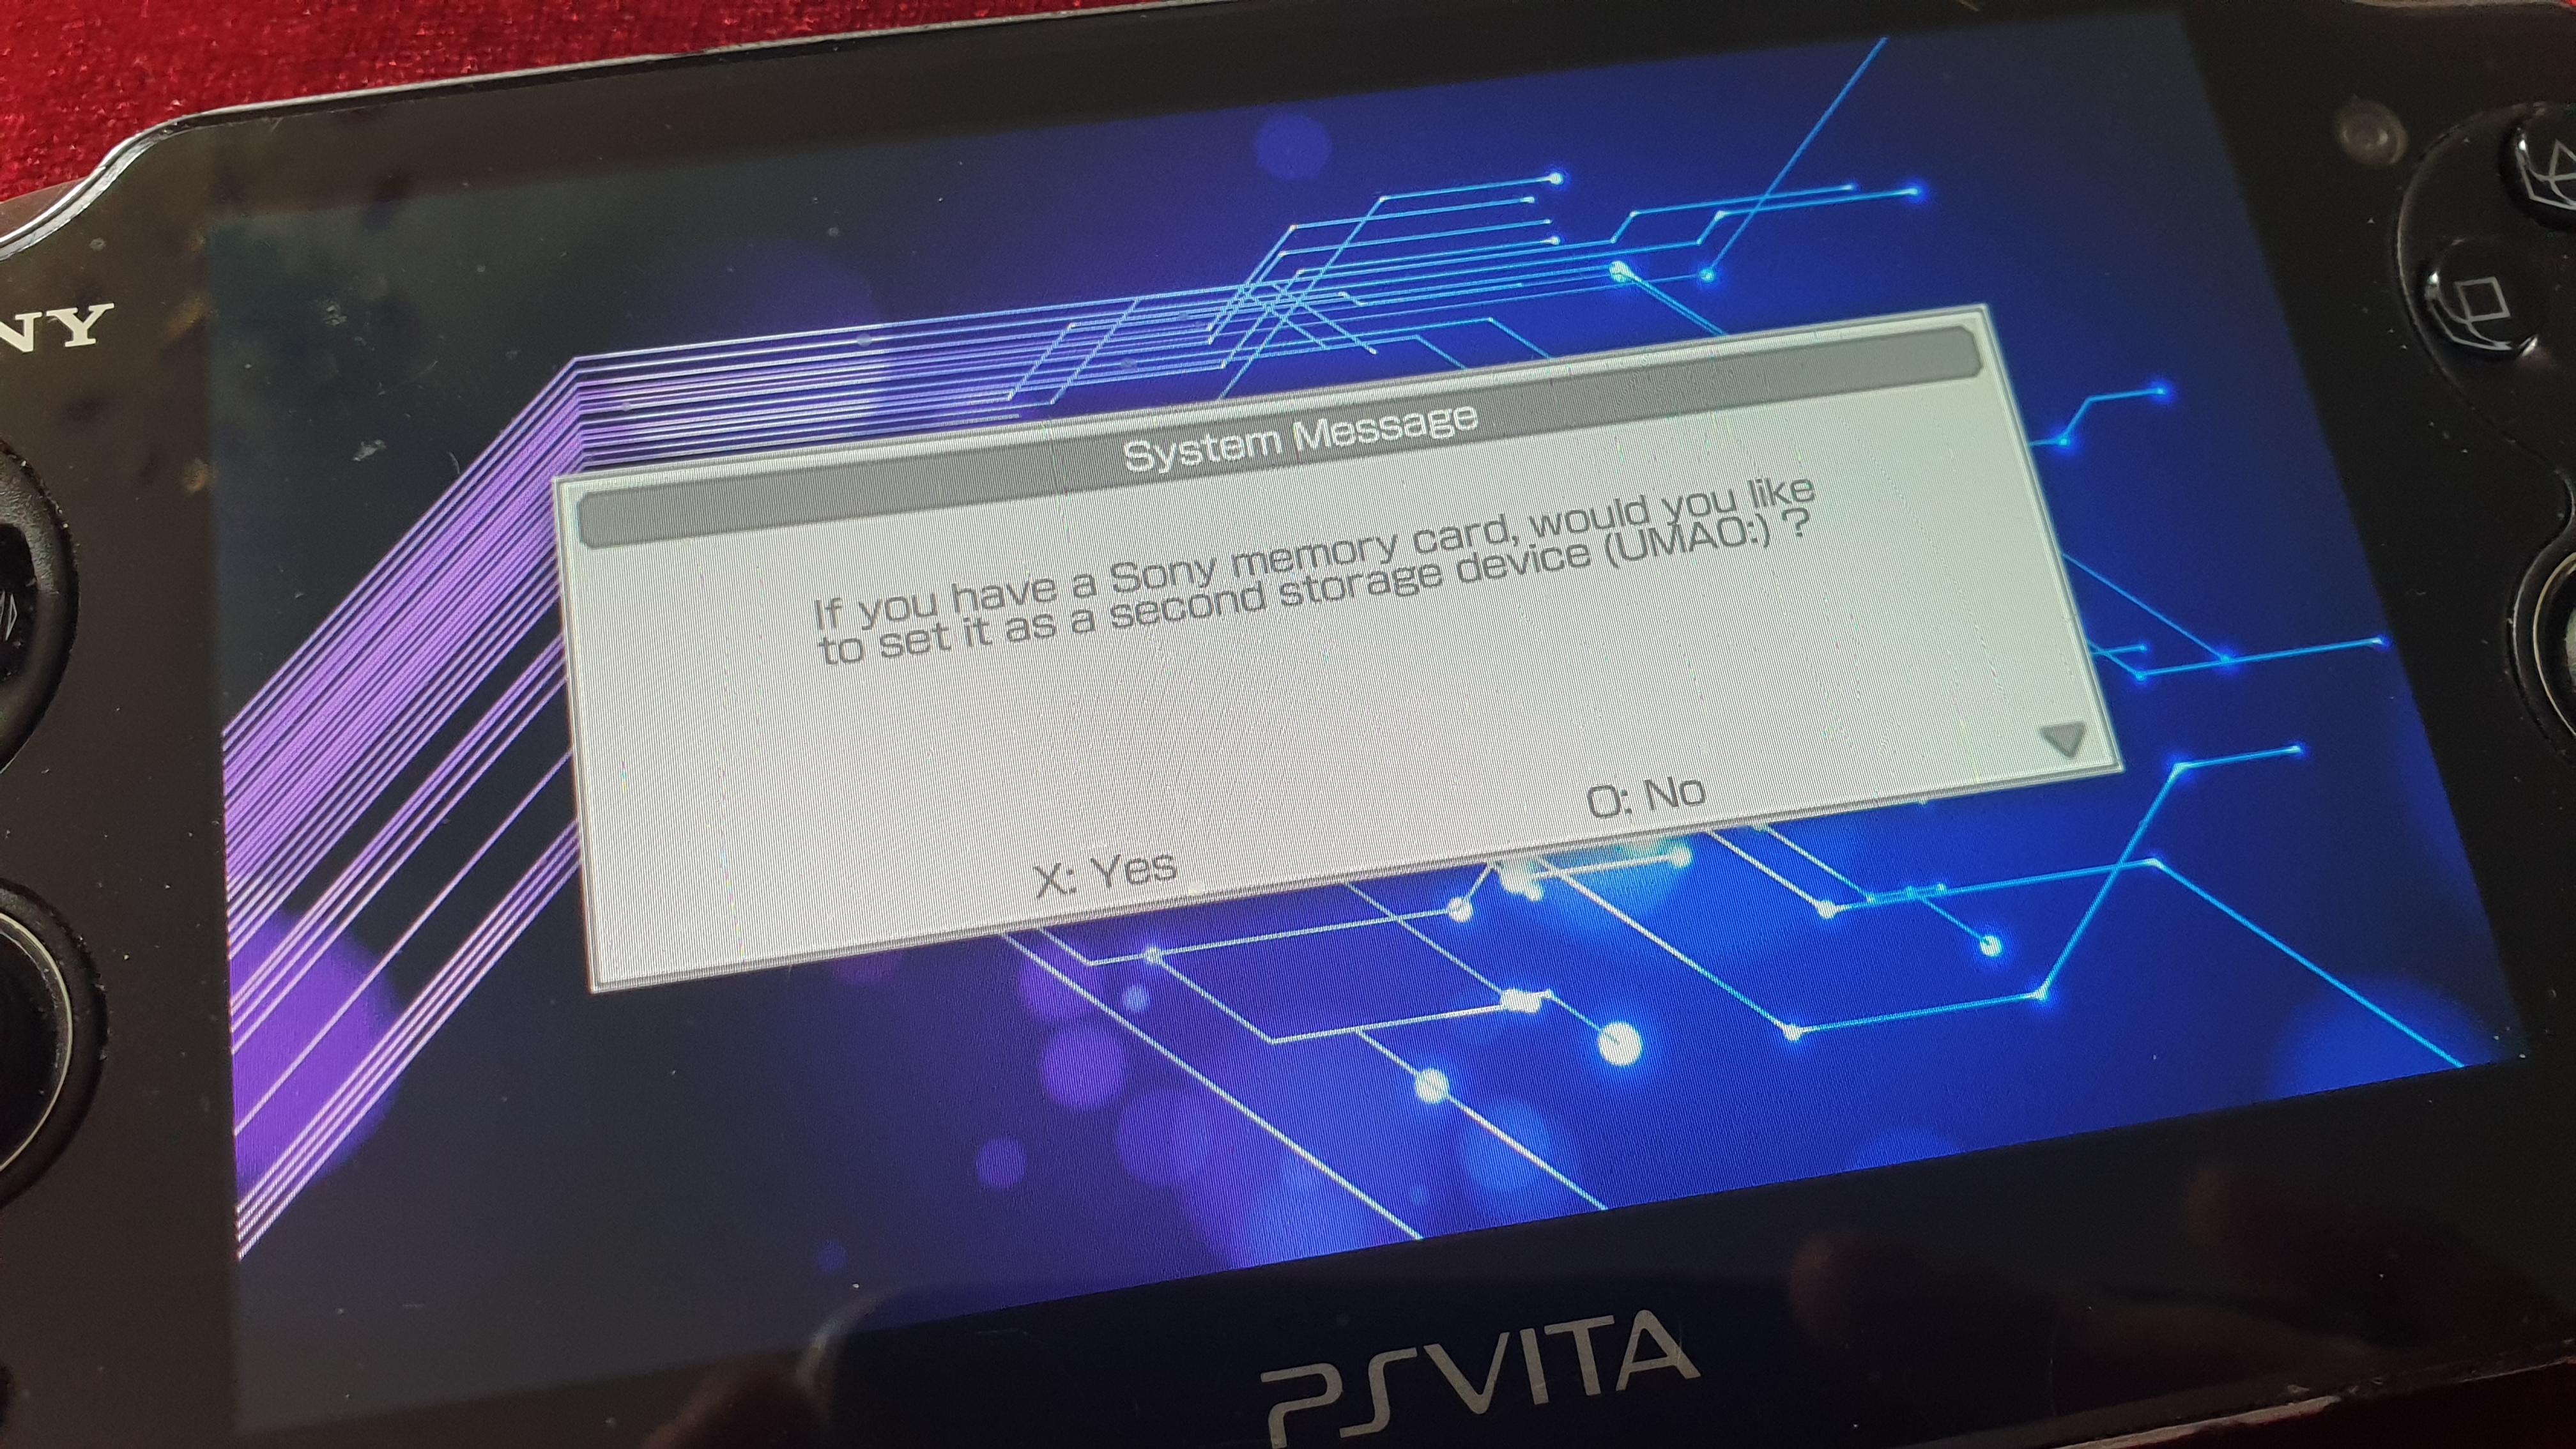 NY
System Message
If you have a Sony memory card, would you like
to set it as a second storage device (UMA0:) ?
X: Yes
O: No
PSVITA